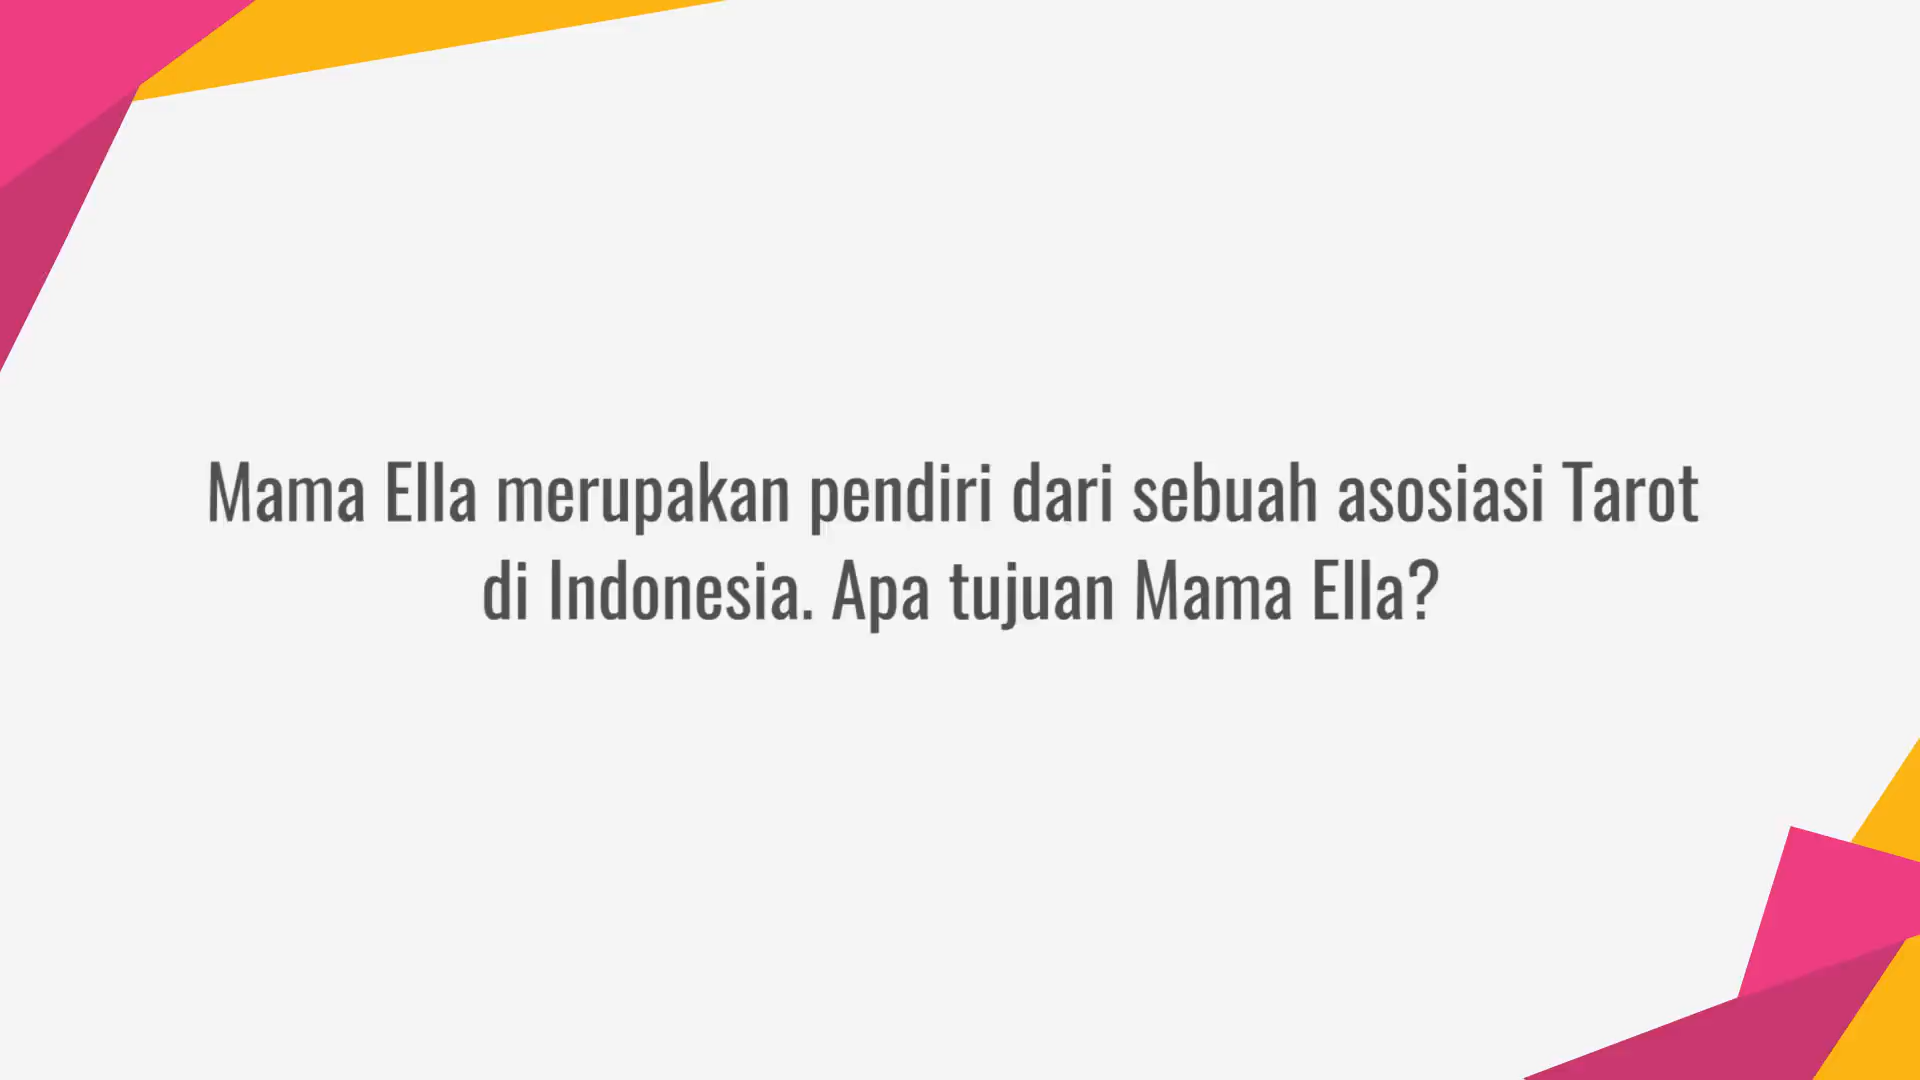 Mama Ella merupakan pendiri dari sebuah asosiasi Tarot
di Indonesia. Apa tujuan Mama Ella?